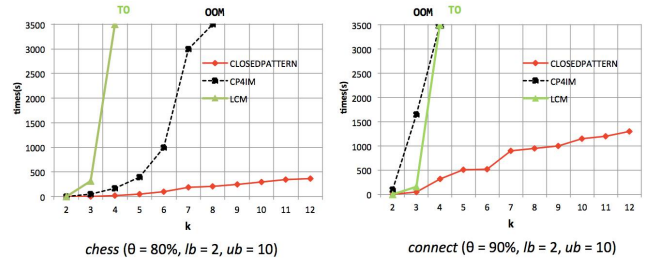 TO
OOM
3500
3000
2500
2000
1500
1000
500
0
times(s)
CLOSEDPATTERN
CP4IM
LCM
2 3 4 5 6 7 8 9 10 11 12
k
chess (θ = 80%, lb = 2, ub = 10)
OOM
TO
3500
3000
2500
2000
1500
1000
500
0
times(s)
CLOSEDPATTERN
CP4IM
LCM
2 3 4 5 6 7 8 9 10 11 12
k
connect (θ = 90%, lb = 2, ub = 10)